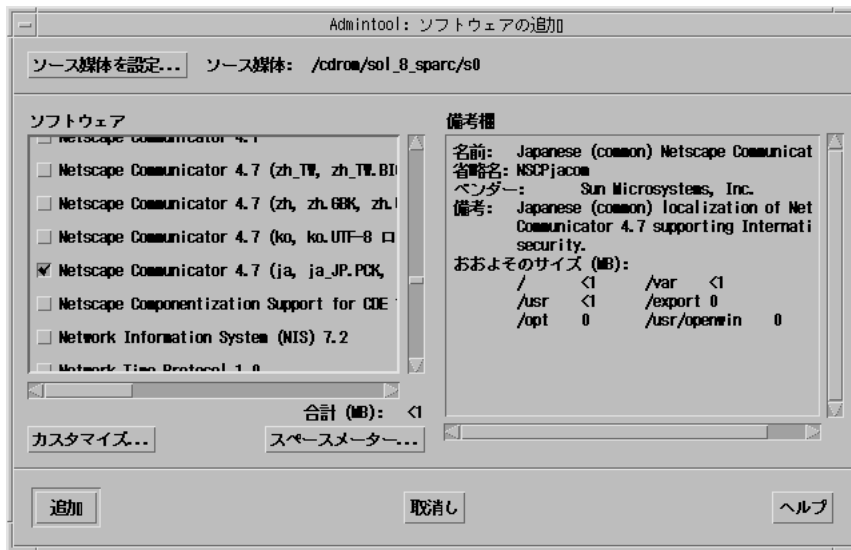 Admintool: ソフトウェアの追加
ソース媒体を設定... ソース媒体: /cdrom/sol_8_sparc/s0
ソフトウェア
Netscape Communicator 4.7 (zh_TW, zh_TW.BI
Netscape Communicator 4.7 (zh, zh.GBK, zh.
Netscape Communicator 4.7 (ko, ko.UTF-8 ロ
Netscape Communicator 4.7 (ja, ja_JP.PCK,
Netscape Componentization Support for CDE
Network Information System (NIS) 7.2
Network Time Protocol 1.0
合計 (MB): <1
カスタマイズ... スペースメーター...
備考欄
名前: Japanese (common) Netscape Communicat
省略名: NSCPjacom
ベンダー: Sun Microsystems, Inc.
備考: Japanese (common) localization of Net
Communicator 4.7 supporting Internati
security.
おおよそのサイズ (MB):
/ <1 /var <1
/usr <1 /export 0
/opt 0 /usr/openwin 0
追加 取消し ヘルプ